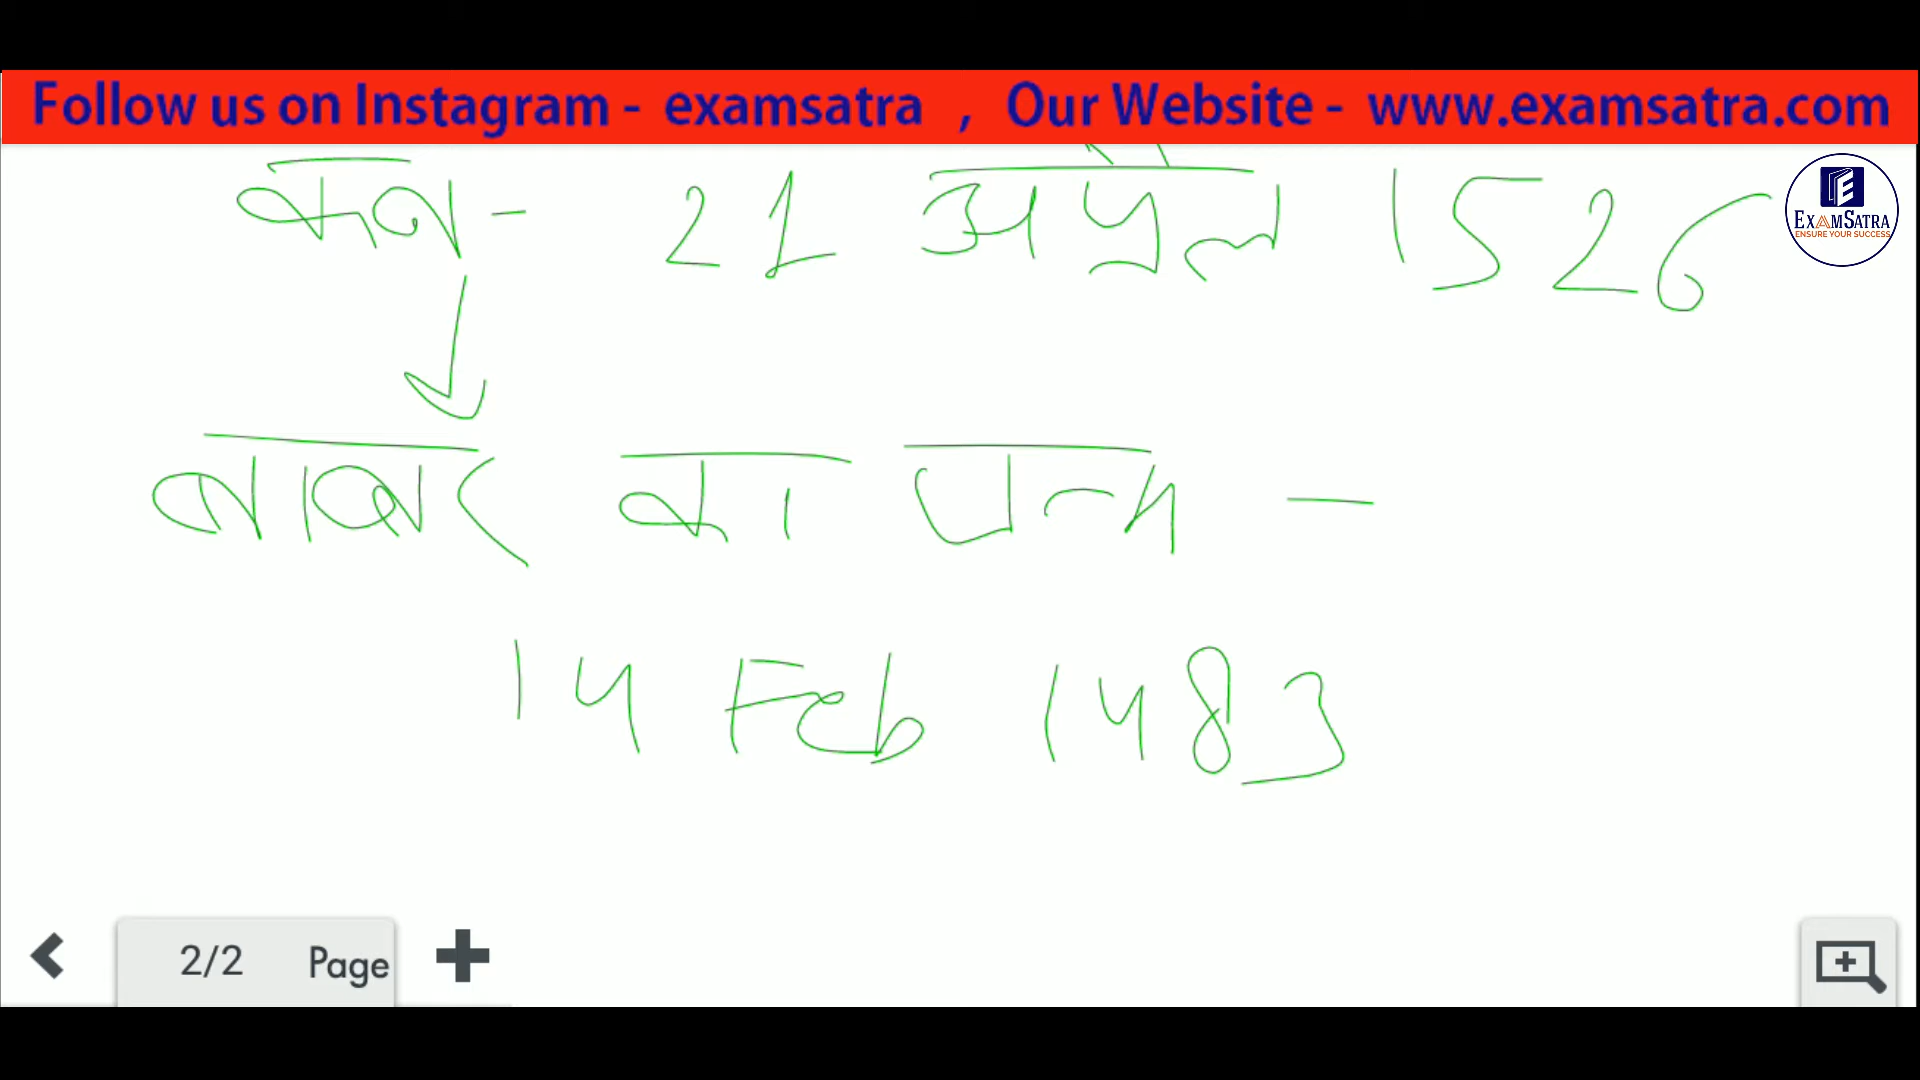 Follow us on Instagram - examsatra , Our Website - www.examsatra.com
कब - 21 अप्रैल 1526
EXAMSATRA
ENSURE YOUR SUCCESS
बाबर का जन्म -
14 Feb 1483
2/2 Page